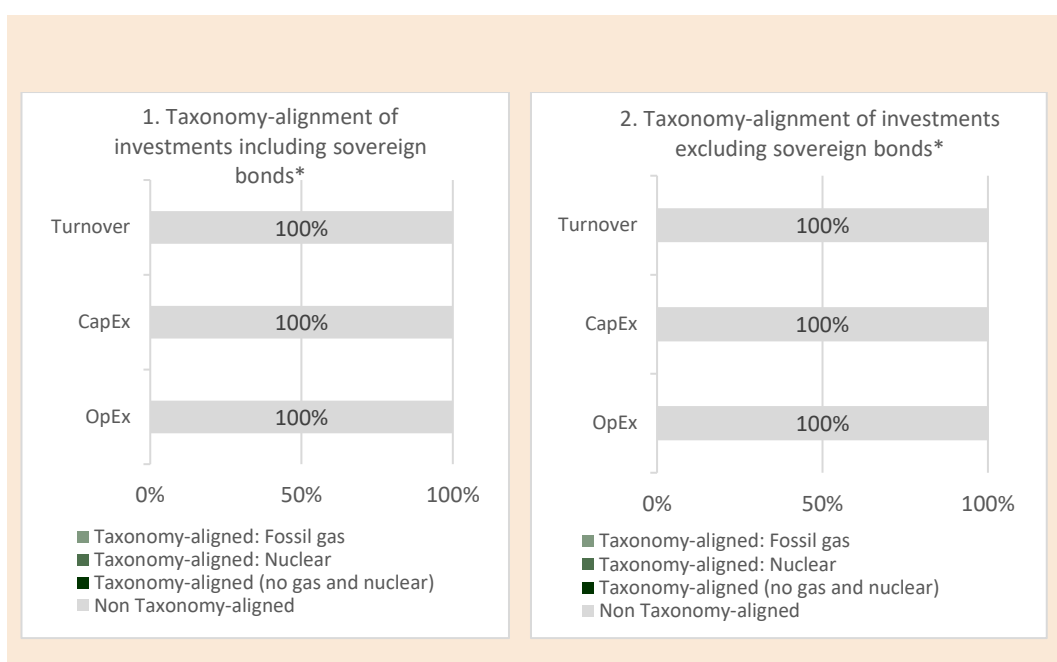 1. Taxonomy-alignment of
investments including sovereign
bonds*
Turnover
100%
CapEx
100%
OpEx
100%
0%
50%
100%
Taxonomy-aligned: Fossil gas
Taxonomy-aligned: Nuclear
Taxonomy-aligned (no gas and nuclear)
Non Taxonomy-aligned
2. Taxonomy-alignment of investments
excluding sovereign bonds*
Turnover
100%
CapEx
100%
OpEx
100%
0%
50%
100%
Taxonomy-aligned: Fossil gas
Taxonomy-aligned: Nuclear
Taxonomy-aligned (no gas and nuclear)
Non Taxonomy-aligned